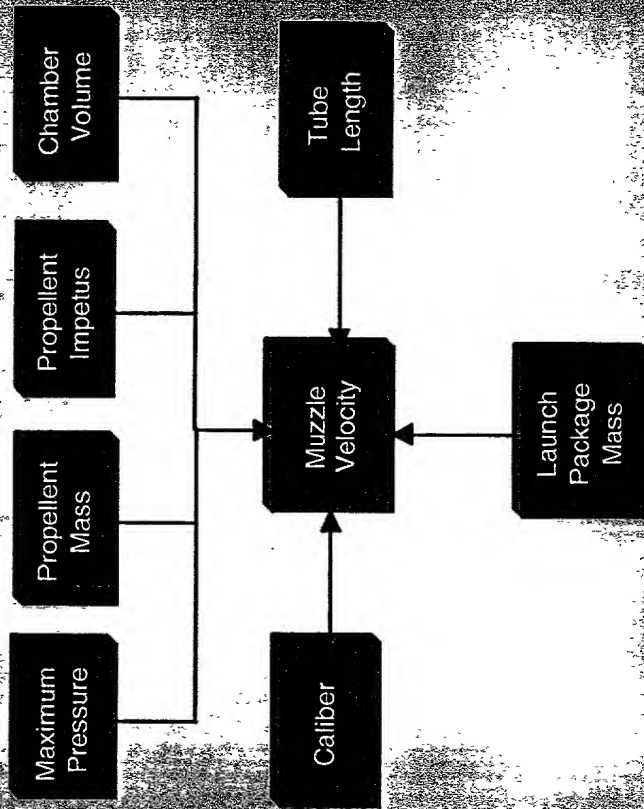 Maximum
Pressure
Propellent
Mass
Propellent
Impetus
Chamber
Volume
Caliber
Muzzle
Velocity
Tube
Length
Launch
Package
Mass